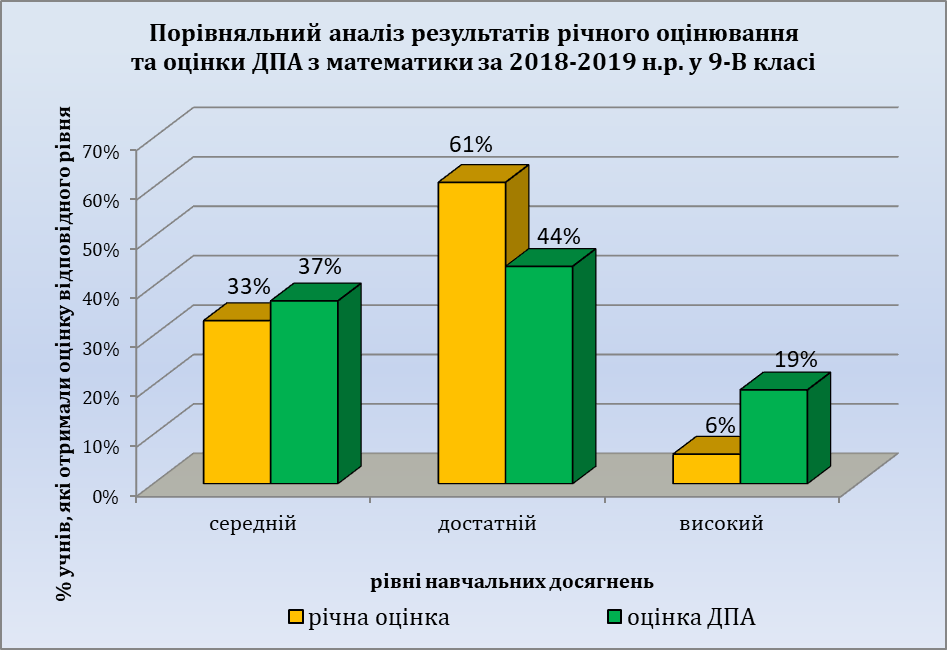 Порівняльний аналіз результатів річного оцінювання
та оцінки ДПА з математики за 2018-2019 н.р. у 9-В класі
% учнів, які отримали оцінку відповідного рівня
70%
60%
50%
40%
30%
20%
10%
0%
33%
37%
61%
44%
6%
19%
середній
достатній
високий
рівні навчальних досягнень
річна оцінка
оцінка ДПА